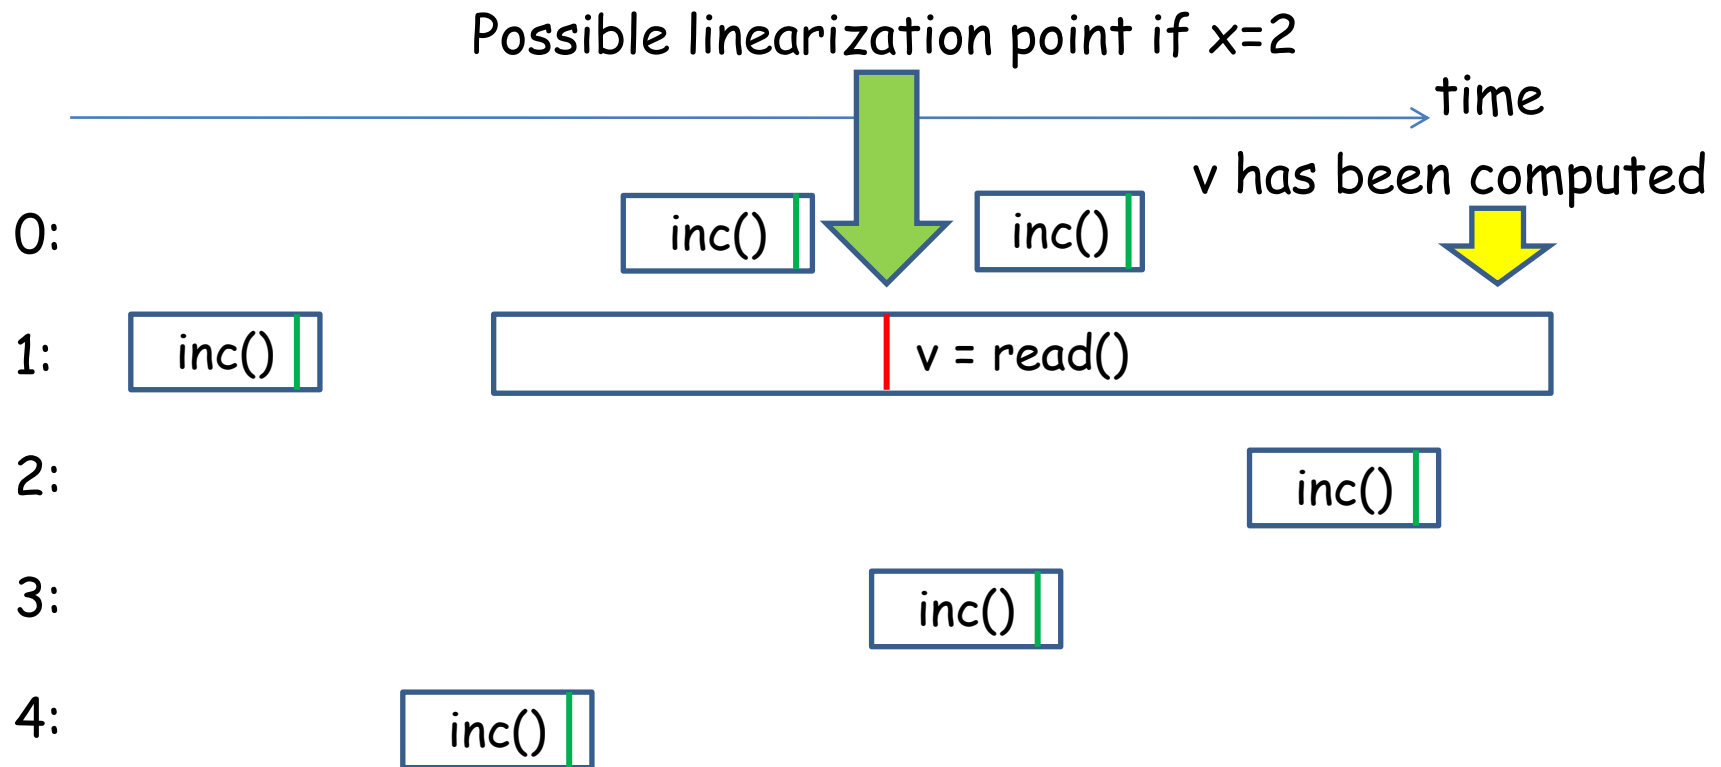 Possible linearization point if x=2
time
v has been computed
0:
inc()
inc()
1:
inc()
v = read()
2:
inc()
3:
inc()
4:
inc()